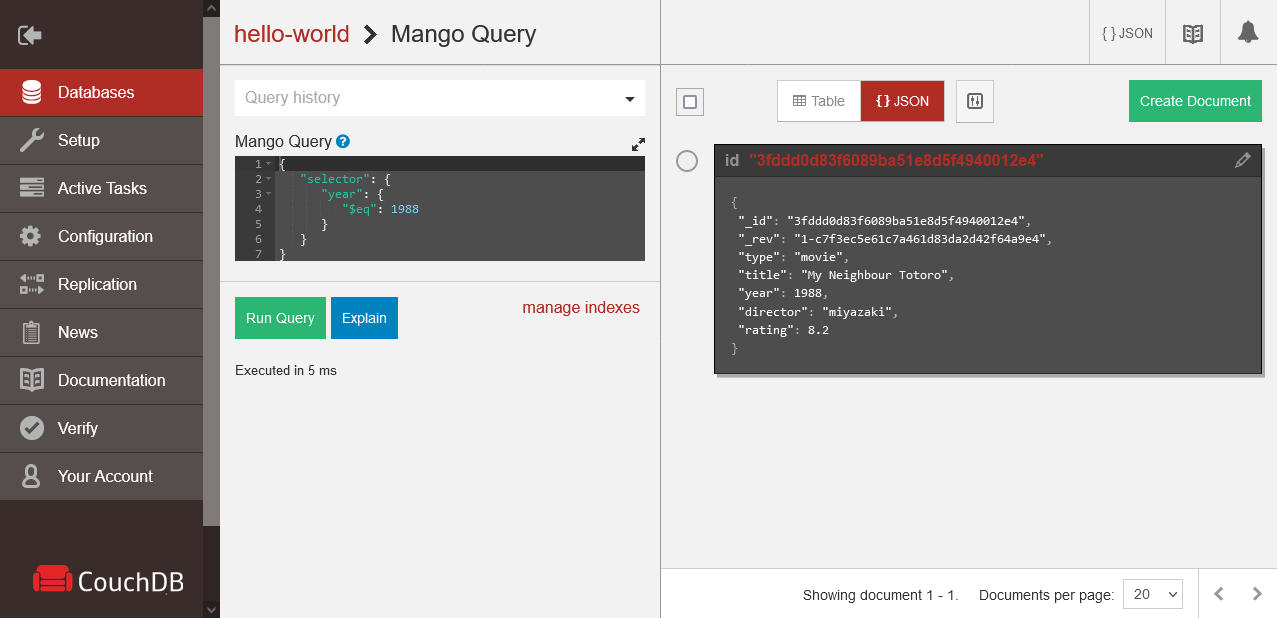 Databases
Setup
Active Tasks
Configuration
Replication
News
Documentation
Verify
Your Account
CouchDB
hello-world Mango Query
Query history
Mango Query ?
1 {
2 "selector": {
3 "year": {
4 "$eq": 1988
5 }
6 }
7 }
Run Query Explain manage indexes
Executed in 5 ms
{ } JSON
Table {} JSON Create Document
id "3fddd0d83f6089ba51e8d5f4940012e4"
{
"_id": "3fddd0d83f6089ba51e8d5f4940012e4",
"_rev": "1-c7f3ec5e61c7a461d83da2d42f64a9e4",
"type": "movie",
"title": "My Neighbour Totoro",
"year": 1988,
"director": "miyazaki",
"rating": 8.2
}
Showing document 1 - 1. Documents per page: 20